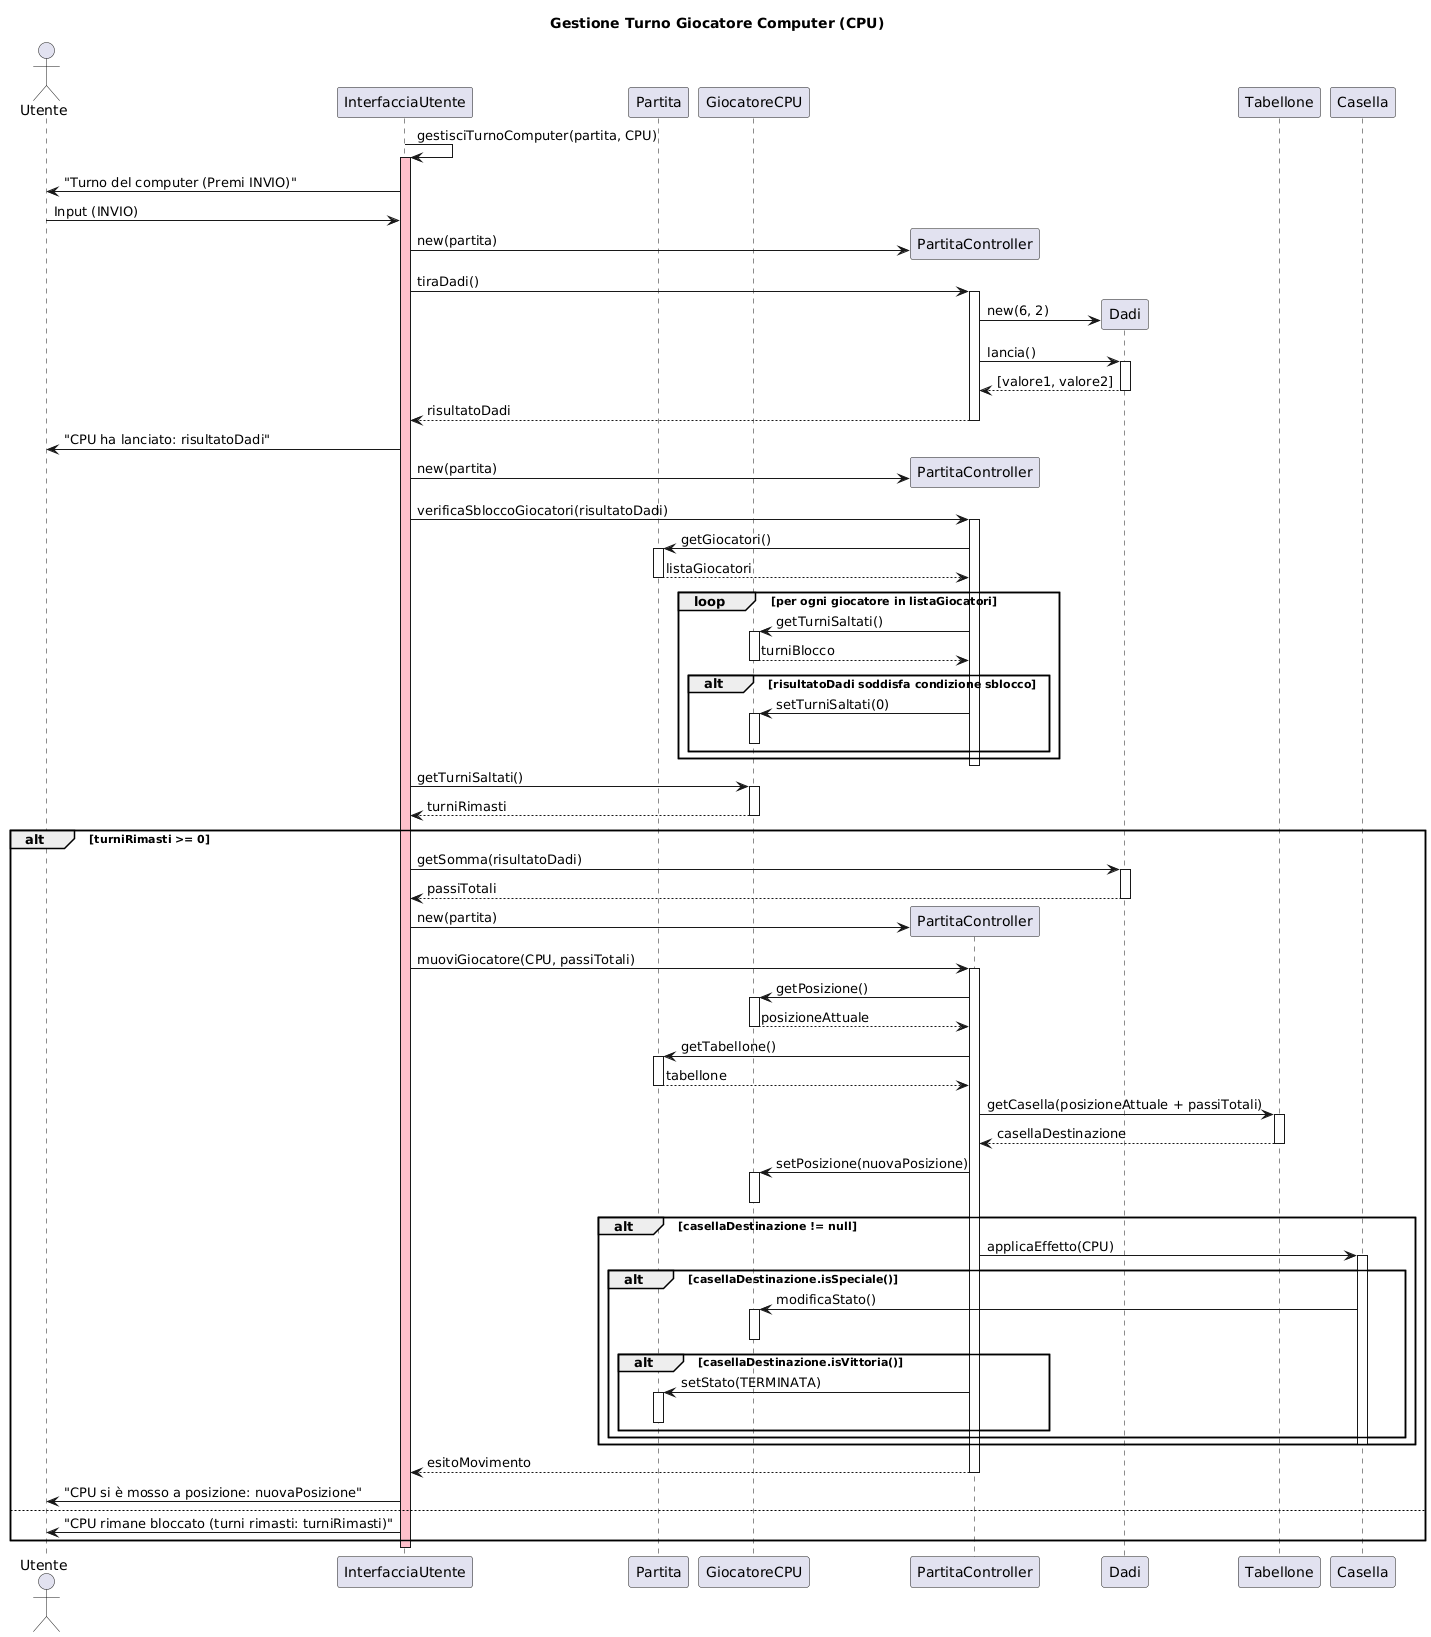 Gestione Turno Giocatore Computer (CPU)
Utente
InterfacciaUtente
Partita
GiocatoreCPU
Tabellone
Casella
gestisciTurnoComputer(partita, CPU)
"Turno del computer (Premi INVIO)"
Input (INVIO)
new(partita)
PartitaController
tiraDadi()
new(6, 2)
Dadi
lancia()
[valore1, valore2]
risultatoDadi
"CPU ha lanciato: risultatoDadi"
new(partita)
PartitaController
verificaSbloccoGiocatori(risultatoDadi)
getGiocatori()
listaGiocatori
loop [per ogni giocatore in listaGiocatori]
getTurniSaltati()
turniBlocco
alt [risultatoDadi soddisfa condizione sblocco]
setTurniSaltati(0)
getTurniSaltati()
turniRimasti
alt [turniRimasti >= 0]
getSomma(risultatoDadi)
passiTotali
new(partita)
PartitaController
muoviGiocatore(CPU, passiTotali)
getPosizione()
posizioneAttuale
getTabellone()
tabellone
getCasella(posizioneAttuale + passiTotali)
casellaDestinazione
setPosizione(nuovaPosizione)
alt [casellaDestinazione != null]
applicaEffetto(CPU)
alt [casellaDestinazione.isSpeciale()]
modificaStato()
alt [casellaDestinazione.isVittoria()]
setStato(TERMINATA)
esitoMovimento
"CPU si è mosso a posizione: nuovaPosizione"
"CPU rimane bloccato (turni rimasti: turniRimasti)"
Utente
InterfacciaUtente
Partita
GiocatoreCPU
PartitaController
Dadi
Tabellone
Casella